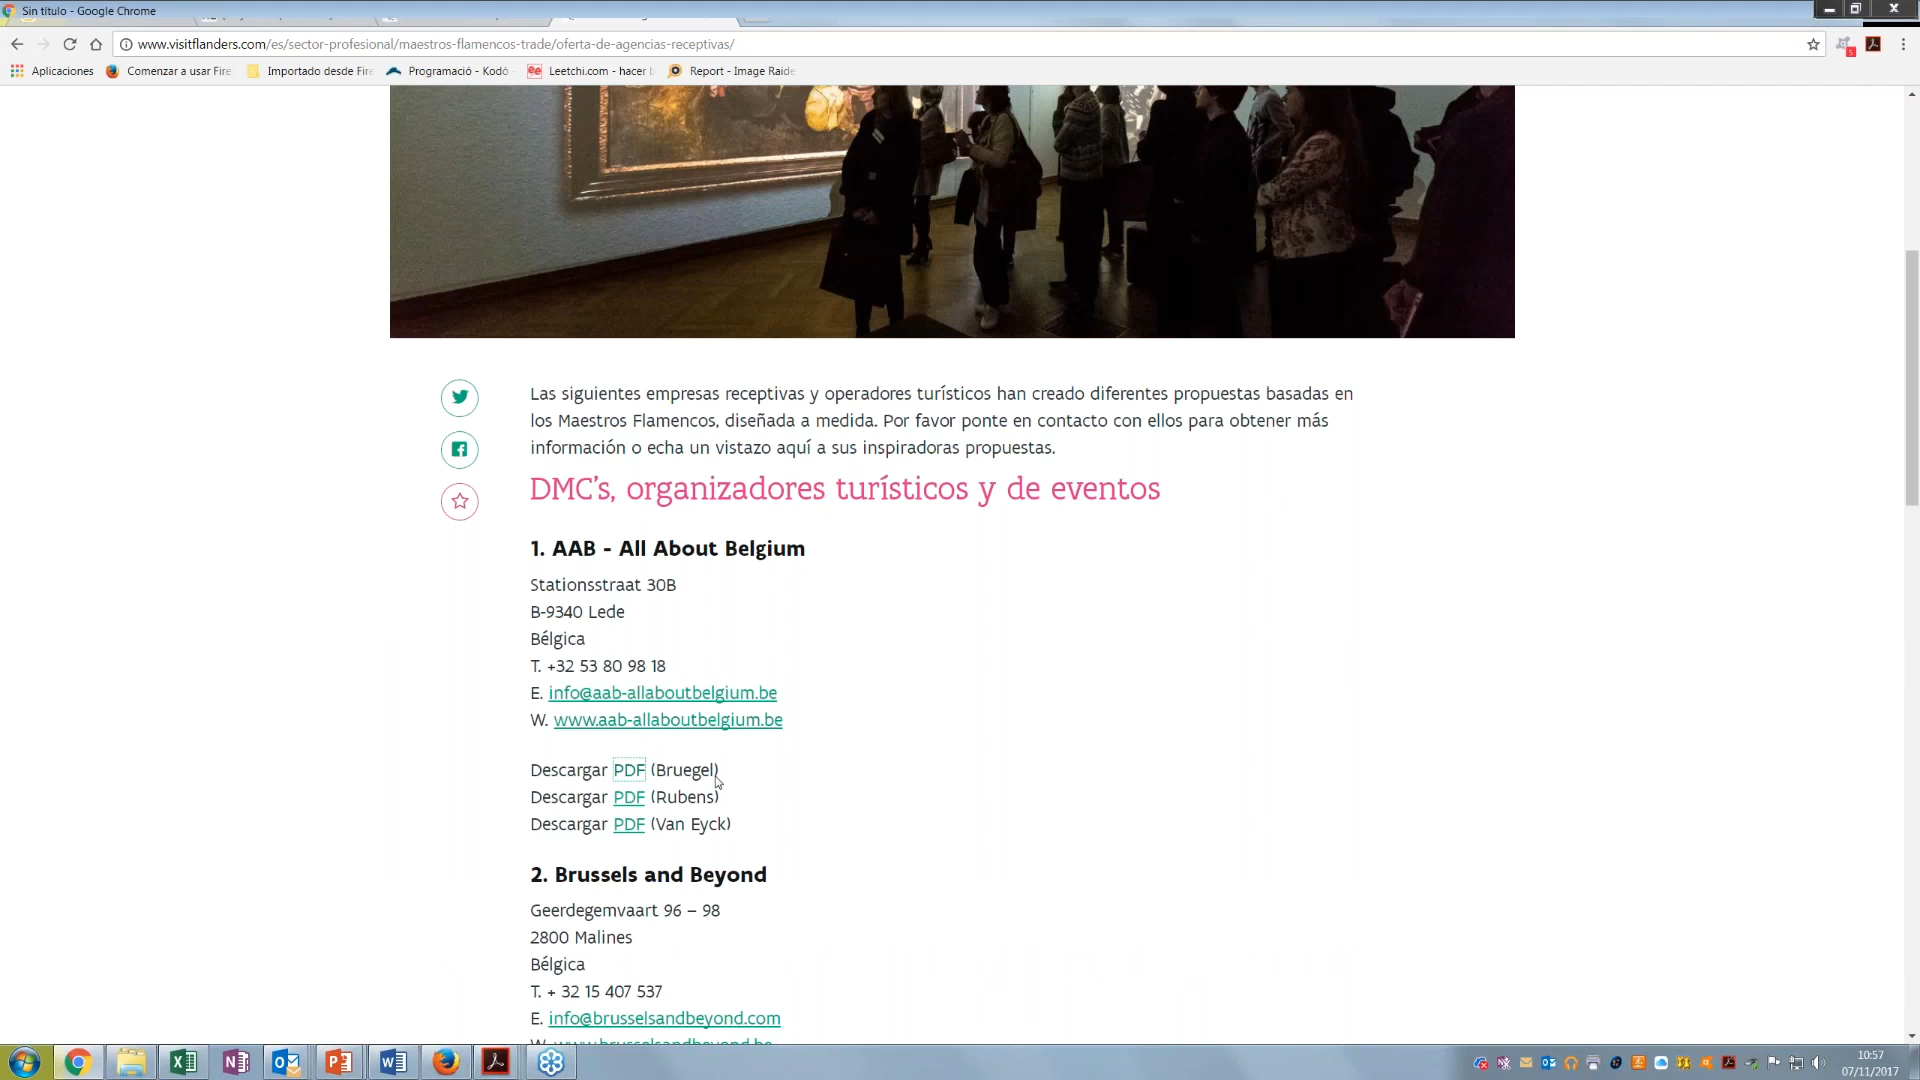 Sin título - Google Chrome
www.visitflanders.com/es/sector-profesional/maestros-flamencos-trade/oferta-de-agencias-receptivas/
Aplicaciones Comenzar a usar Fire Importado desde Fire Programació - Kodó Leetchi.com - hacer Report - Image Raide
Las siguientes empresas receptivas y operadores turísticos han creado diferentes propuestas basadas en
los Maestros Flamencos, diseñada a medida. Por favor ponte en contacto con ellos para obtener más
información o echa un vistazo aquí a sus inspiradoras propuestas.
DMC's, organizadores turísticos y de eventos
1. AAB - All About Belgium
Stationsstraat 30B
B-9340 Lede
Bélgica
T. +32 53 80 98 18
E. info@aab-allaboutbelgium.be
W. www.aab-allaboutbelgium.be
Descargar PDF (Bruegel)
Descargar PDF (Rubens)
Descargar PDF (Van Eyck)
2. Brussels and Beyond
Geerdegemvaart 96 – 98
2800 Malines
Bélgica
T. + 32 15 407 537
E. info@brusselsandbeyond.com
W. www.brusselsandbeyond.be
10:57
07/11/2017